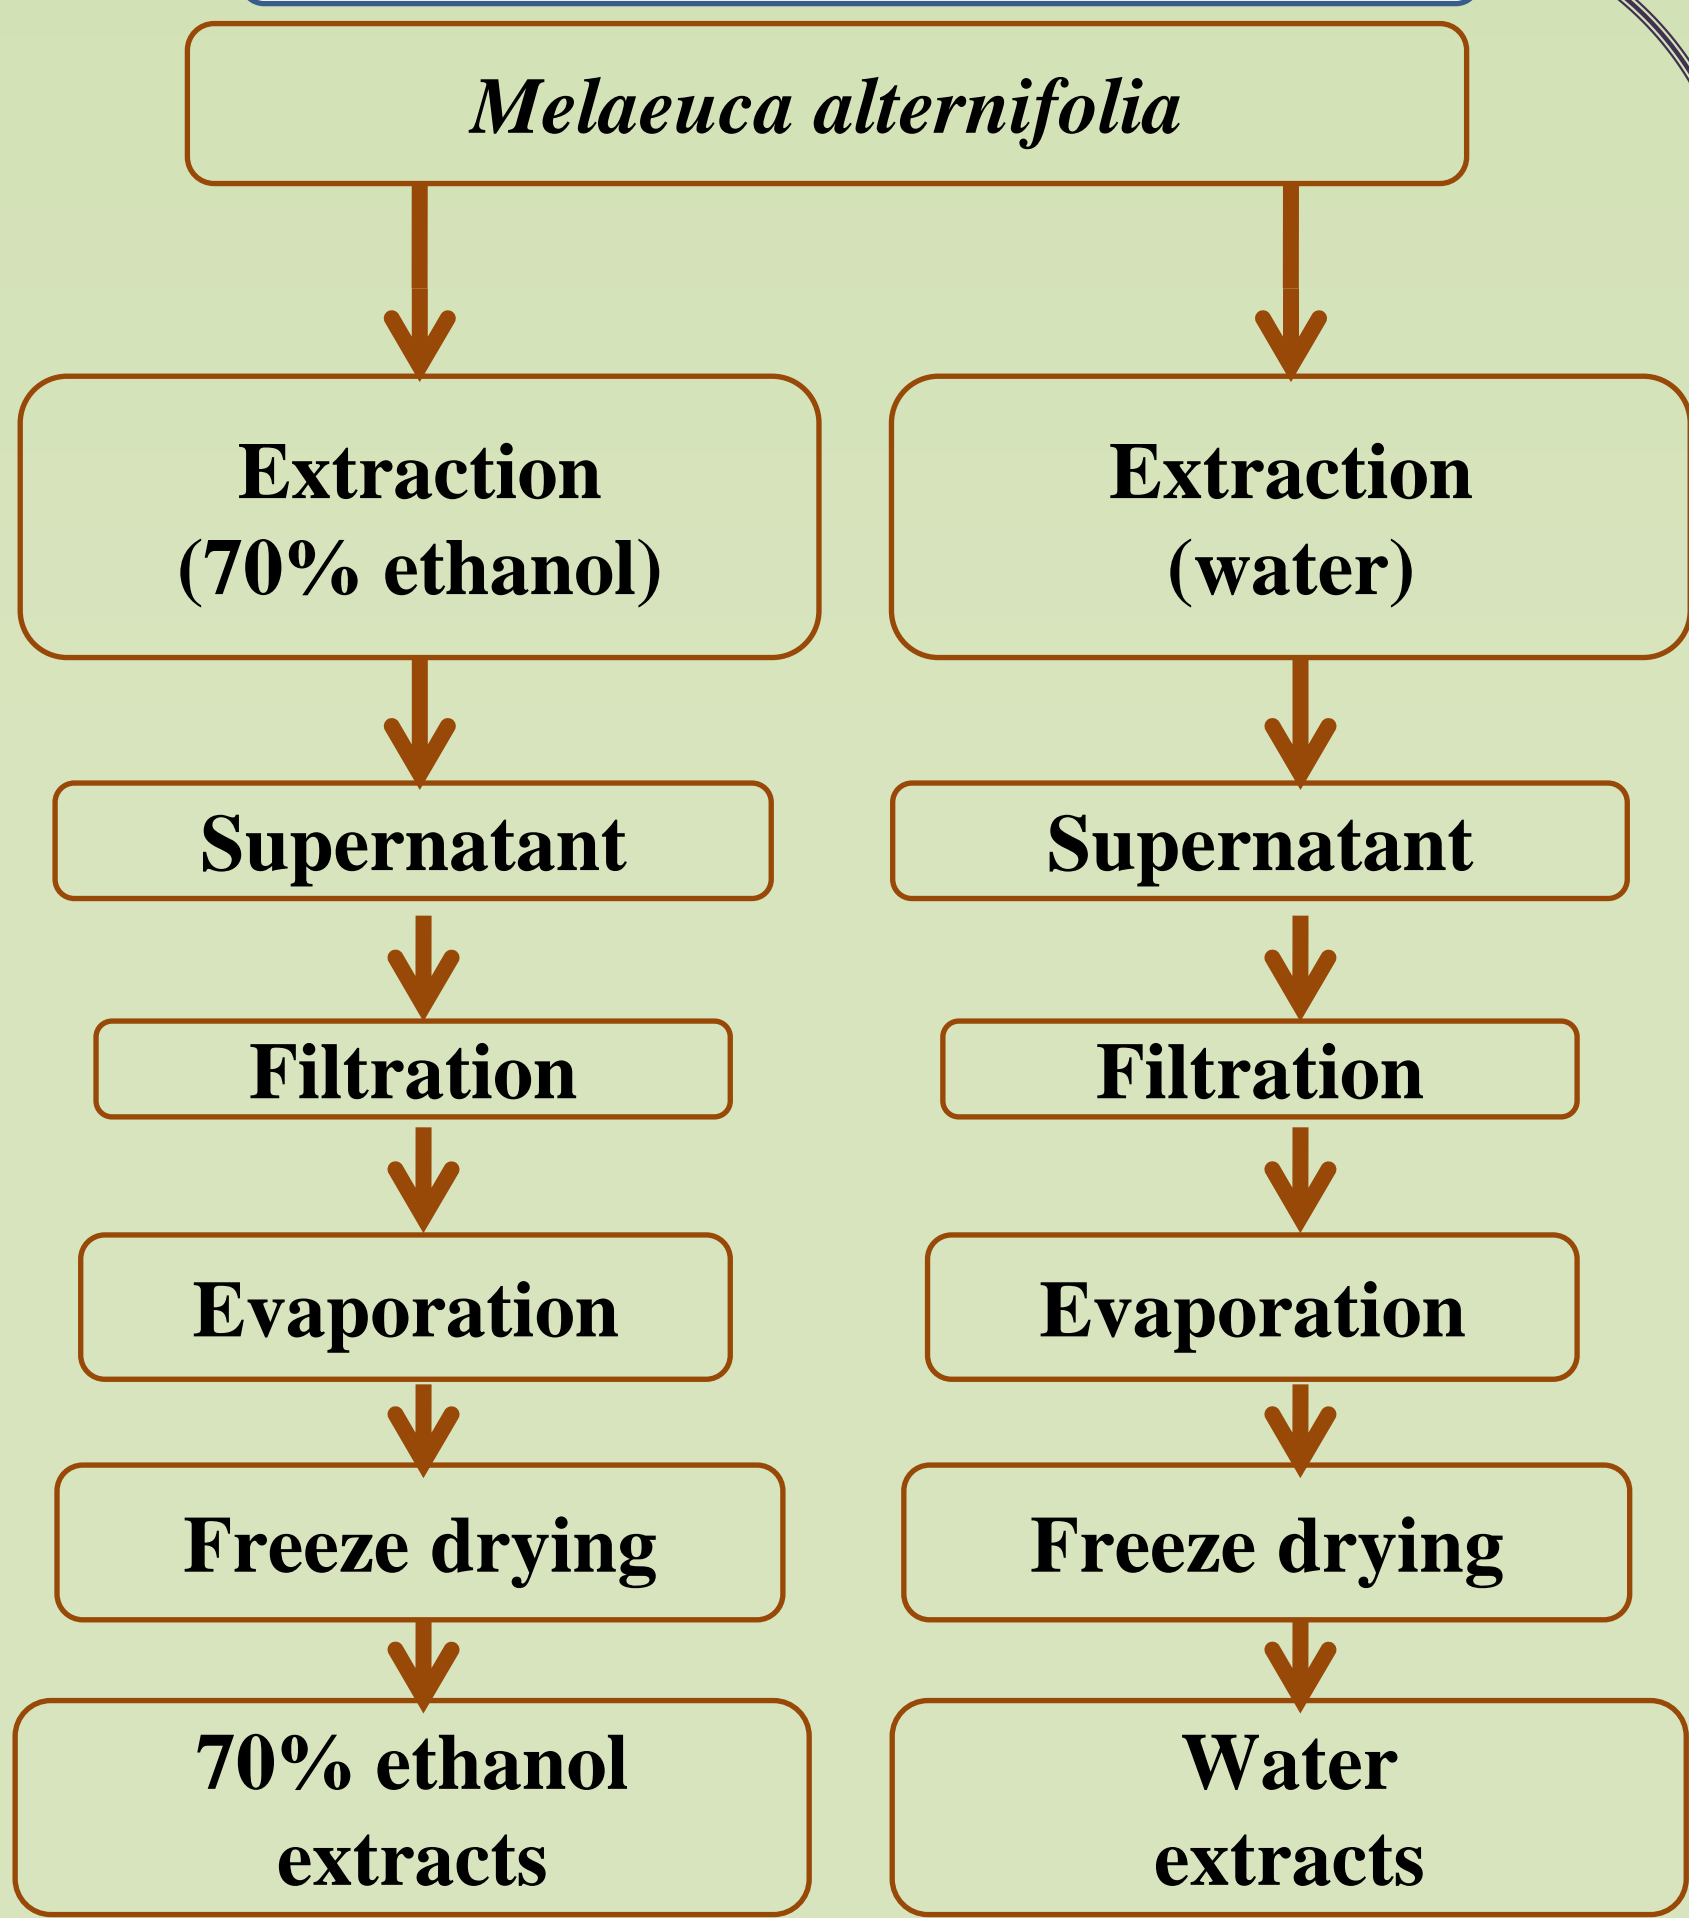 Melaeuca alternifolia
Extraction
(70% ethanol)
Extraction
(water)
Supernatant
Supernatant
Filtration
Filtration
Evaporation
Evaporation
Freeze drying
Freeze drying
70% ethanol
extracts
Water
extracts